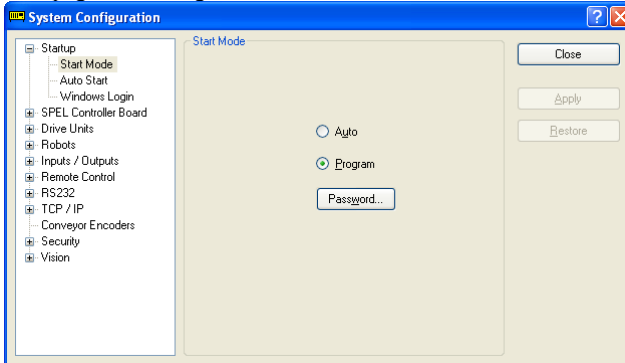 System Configuration
Startup
Start Mode
Auto Start
Windows Login
SPEL Controller Board
Drive Units
Robots
Inputs / Outputs
Remote Control
RS232
TCP / IP
Conveyor Encoders
Security
Vision
Start Mode
Auto
Program
Password...
Close
Apply
Restore